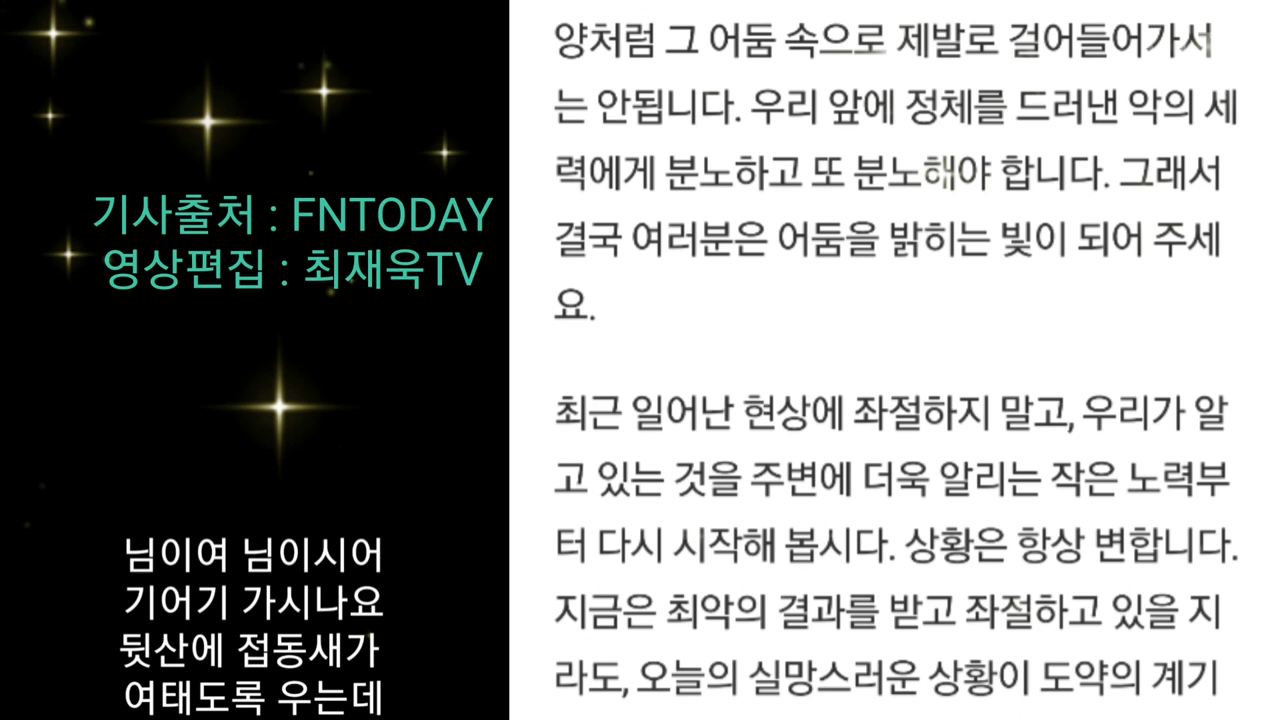 기사출처 : FNTODAY
영상편집 : 최재욱TV
님이여 님이시어
기어기 가시나요
뒷산에 접동새가
여태도록 우는데
양처럼 그 어둠 속으로 제발로 걸어들어가서
는 안됩니다. 우리 앞에 정체를 드러낸 악의 세
력에게 분노하고 또 분노해야 합니다. 그래서
결국 여러분은 어둠을 밝히는 빛이 되어 주세
요.
최근 일어난 현상에 좌절하지 말고, 우리가 알
고 있는 것을 주변에 더욱 알리는 작은 노력부
터 다시 시작해 봅시다. 상황은 항상 변합니다.
지금은 최악의 결과를 받고 좌절하고 있을 지
라도, 오늘의 실망스러운 상황이 도약의 계기